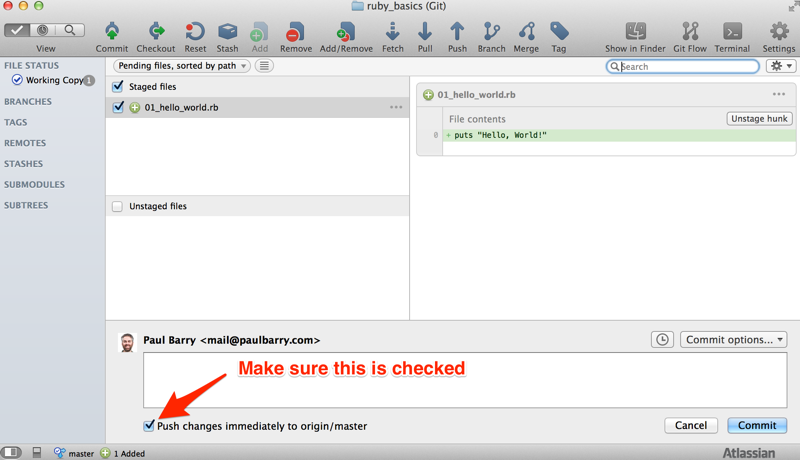 ruby_basics (Git)
View
Commit
Checkout
Reset
Stash
Add
Remove
Add/Remove
Fetch
Pull
Push
Branch
Merge
Tag
Show in Finder
Git Flow
Terminal
Settings
FILE STATUS
Working Copy 1
BRANCHES
TAGS
REMOTES
STASHES
SUBMODULES
SUBTREES
Pending files, sorted by path
Search
Staged files
01_hello_world.rb
Unstaged files
01_hello_world.rb
File contents
Unstage hunk
0 + puts "Hello, World!"
Paul Barry <mail@paulbarry.com>
Commit options...
Make sure this is checked
Push changes immediately to origin/master
Cancel
Commit
master
1 Added
Atlassian